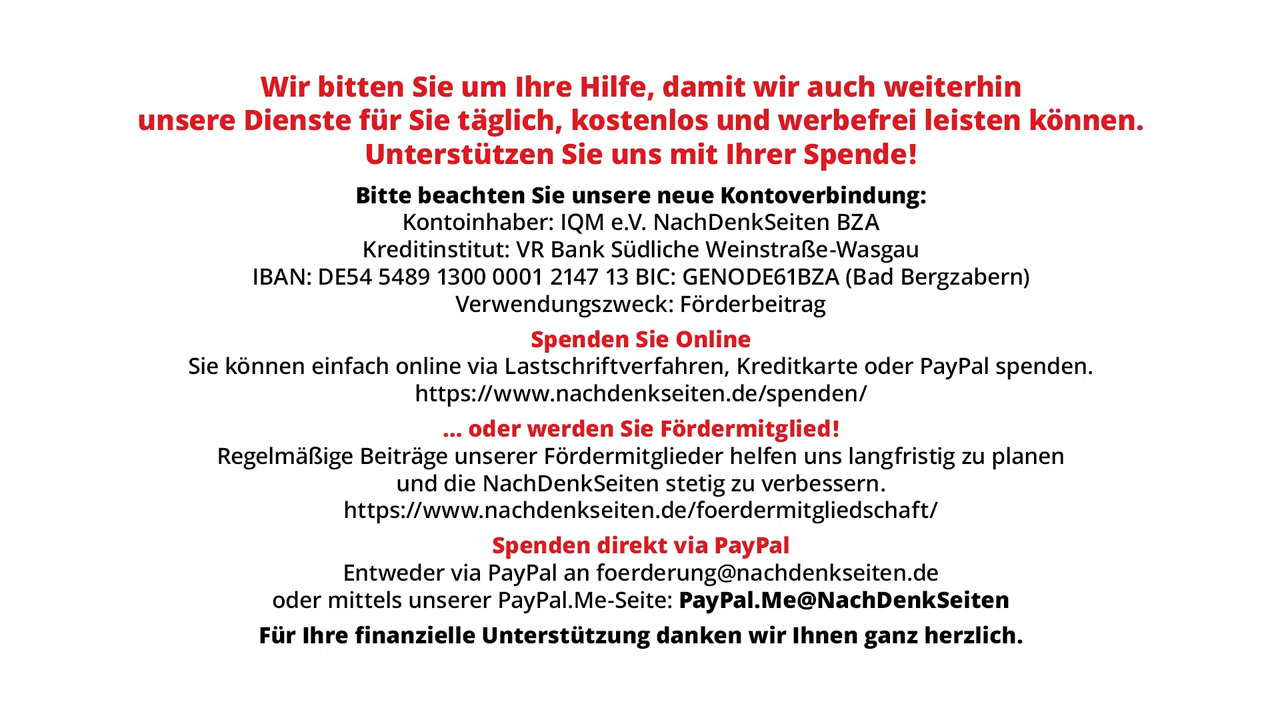 Wir bitten Sie um Ihre Hilfe, damit wir auch weiterhin
unsere Dienste für Sie täglich, kostenlos und werbefrei leisten können.
Unterstützen Sie uns mit Ihrer Spende!
Bitte beachten Sie unsere neue Kontoverbindung:
Kontoinhaber: IQM e.V. NachDenkSeiten BZA
Kreditinstitut: VR Bank Südliche Weinstraße-Wasgau
IBAN: DE54 5489 1300 0001 2147 13 BIC: GENODE61BZA (Bad Bergzabern)
Verwendungszweck: Förderbeitrag
Spenden Sie Online
Sie können einfach online via Lastschriftverfahren, Kreditkarte oder PayPal spenden.
https://www.nachdenkseiten.de/spenden/
... oder werden Sie Fördermitglied!
Regelmäßige Beiträge unserer Fördermitglieder helfen uns langfristig zu planen
und die NachDenkSeiten stetig zu verbessern.
https://www.nachdenkseiten.de/foerdermitgliedschaft/
Spenden direkt via PayPal
Entweder via PayPal an foerderung@nachdenkseiten.de
oder mittels unserer PayPal.Me-Seite: PayPal.Me@NachDenkSeiten
Für Ihre finanzielle Unterstützung danken wir Ihnen ganz herzlich.